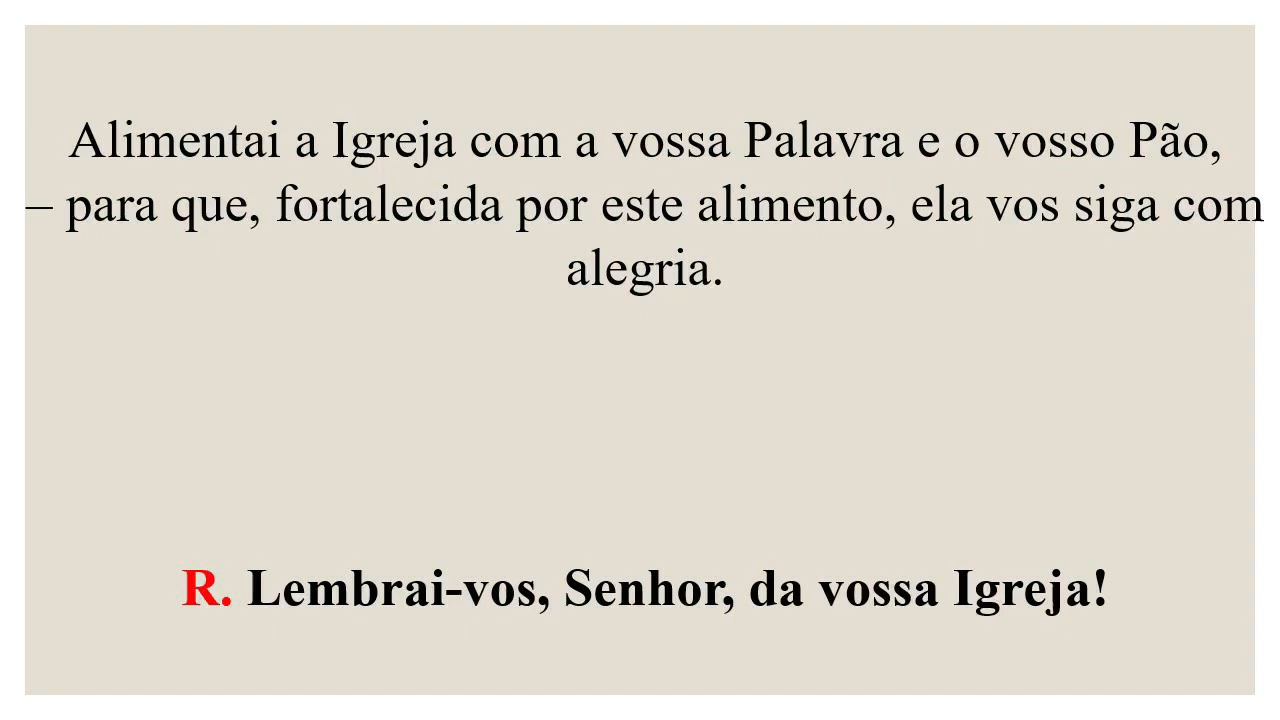 Alimentai a Igreja com a vossa Palavra e o vosso Pão,
– para que, fortalecida por este alimento, ela vos siga com
alegria.
R. Lembrai-vos, Senhor, da vossa Igreja!